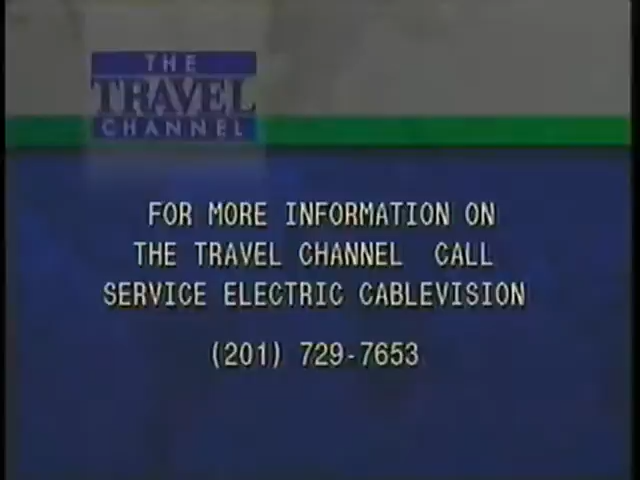 THE
TRAVEL
CHANNEL
FOR MORE INFORMATION ON
THE TRAVEL CHANNEL CALL
SERVICE ELECTRIC CABLEVISION
(201) 729-7653